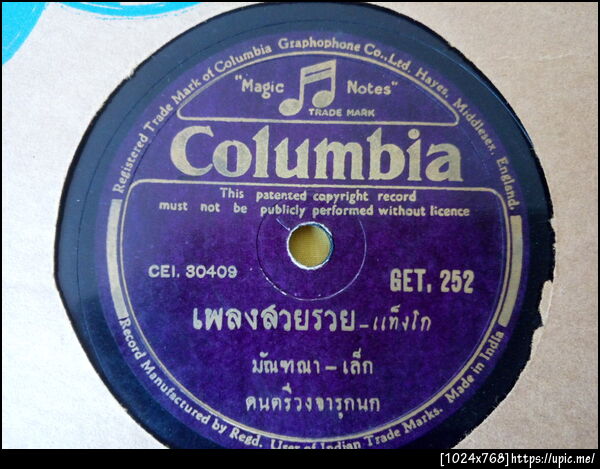 Registered Trade Mark of Columbia Graphophone Co., Ltd. Hayes, Middlesex, England.
"Magic Notes"
TRADE MARK
Columbia
This patented copyright record
must not be publicly performed without licence
CEI. 30409
GET. 252
เพลงสวยรวย - แท็งโก
มัณฑณา - เล็ก
ดนตรีวงจารุกนก
Record Manufactured by Regd. User of Indian Trade Marks. Made in India
[1024x768]https://upic.me/